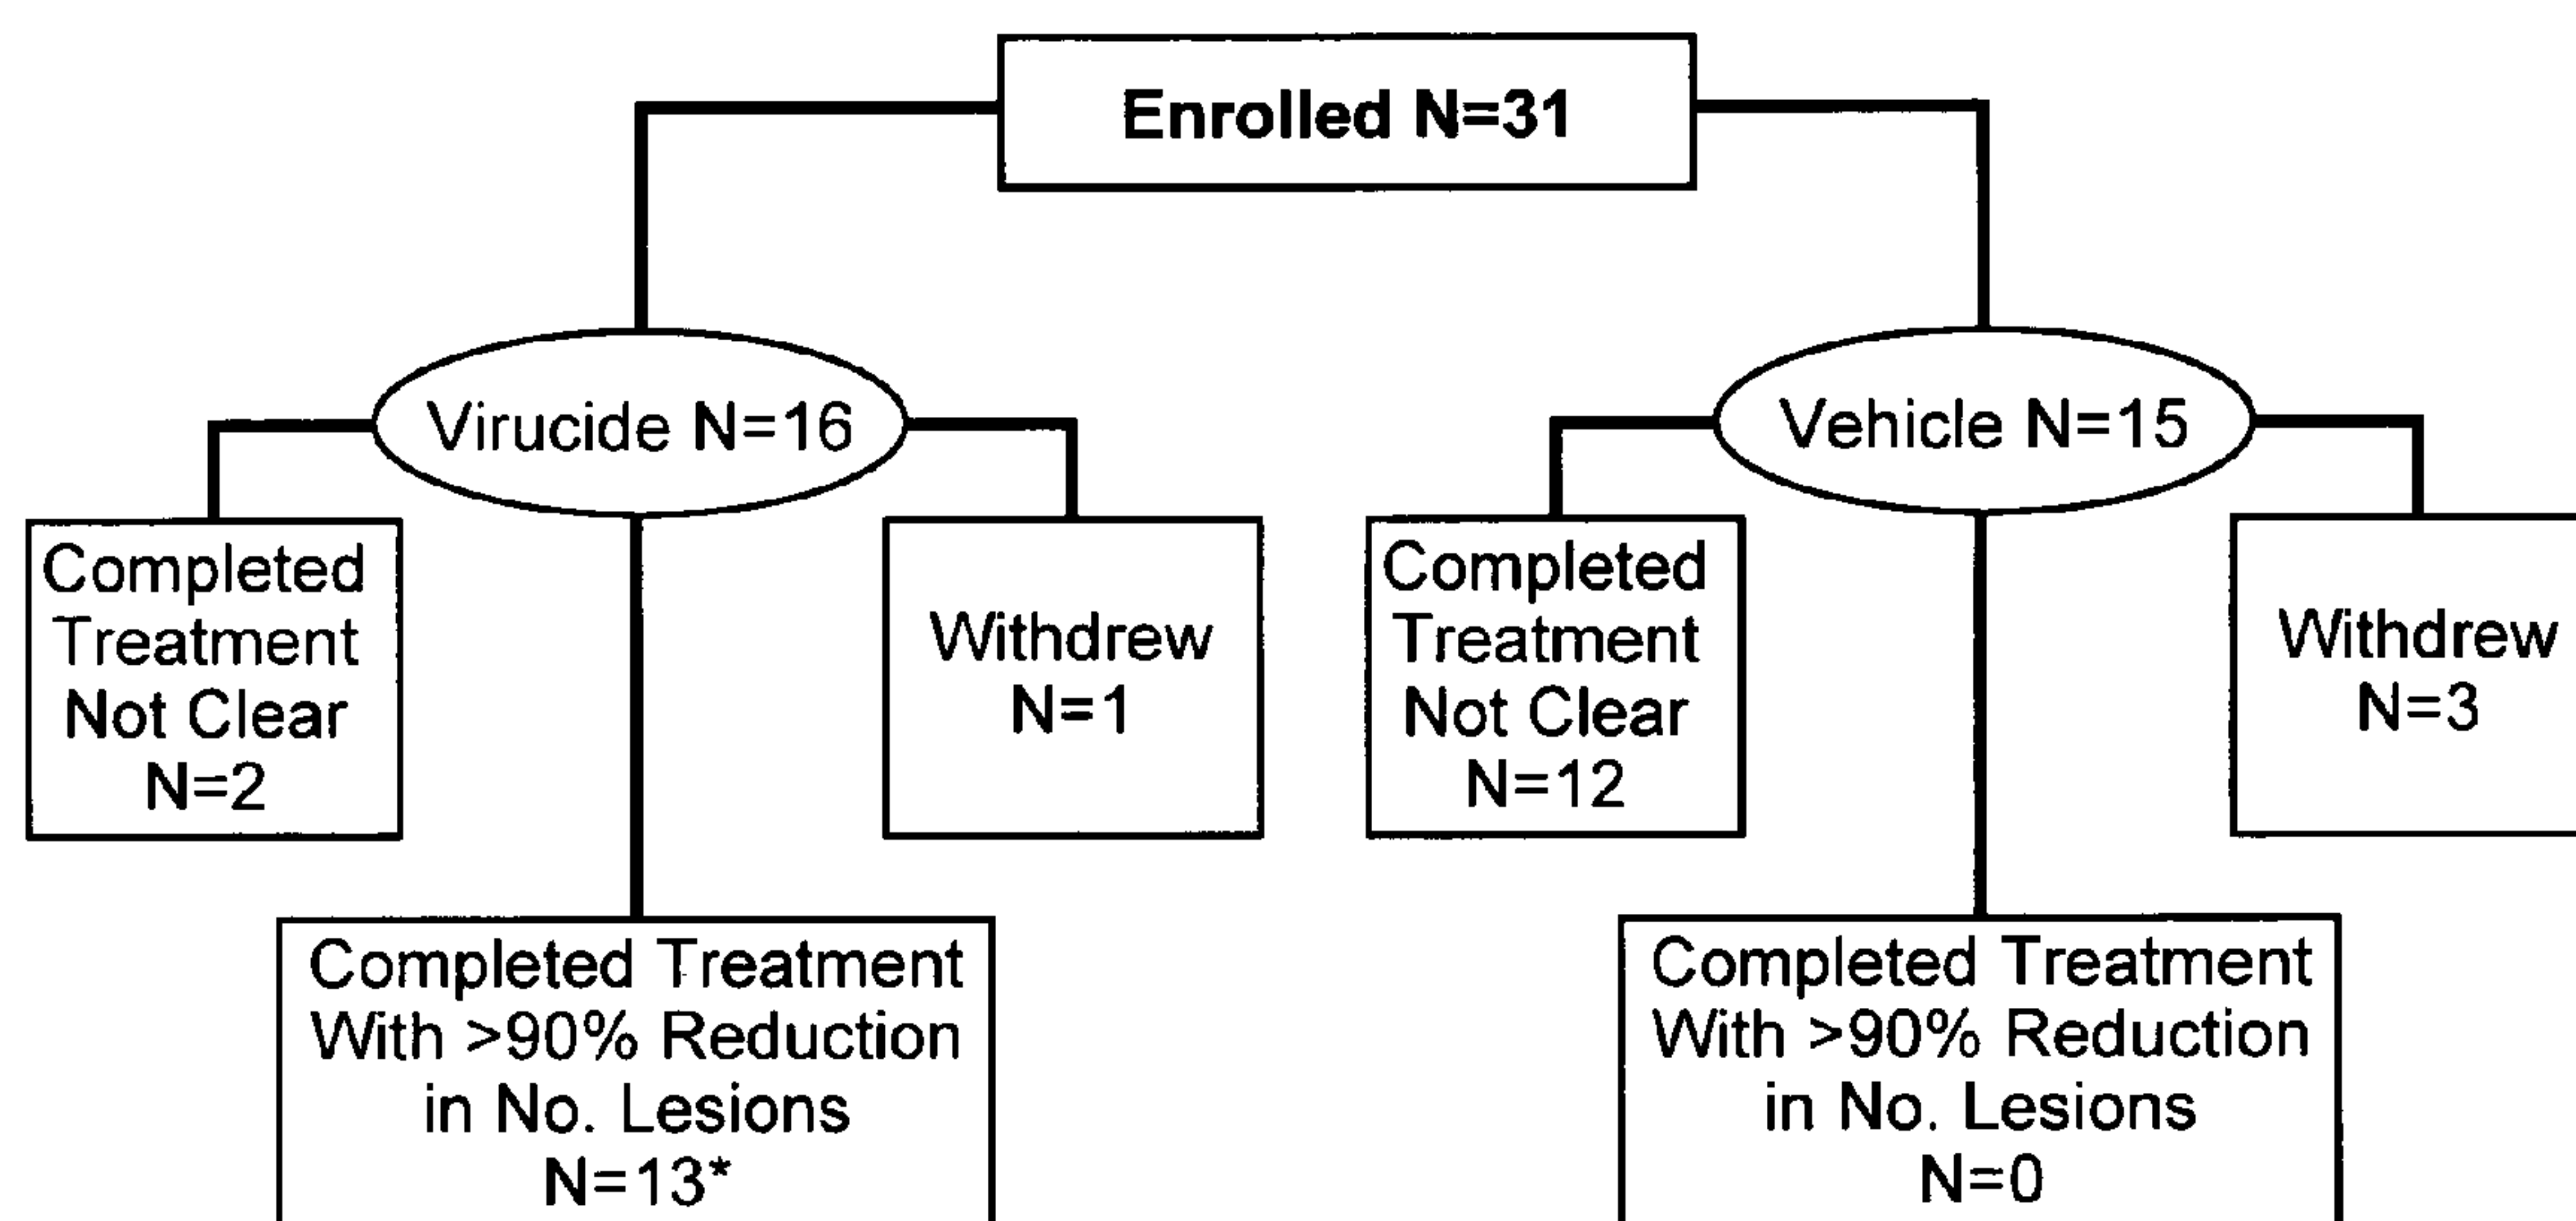 Enrolled N=31
Virucide N=16
Vehicle N=15
Completed
Treatment
Not Clear
N=2
Withdrew
N=1
Completed
Treatment
Not Clear
N=12
Withdrew
N=3
Completed Treatment
With >90% Reduction
in No. Lesions
N=13*
Completed Treatment
With >90% Reduction
in No. Lesions
N=0